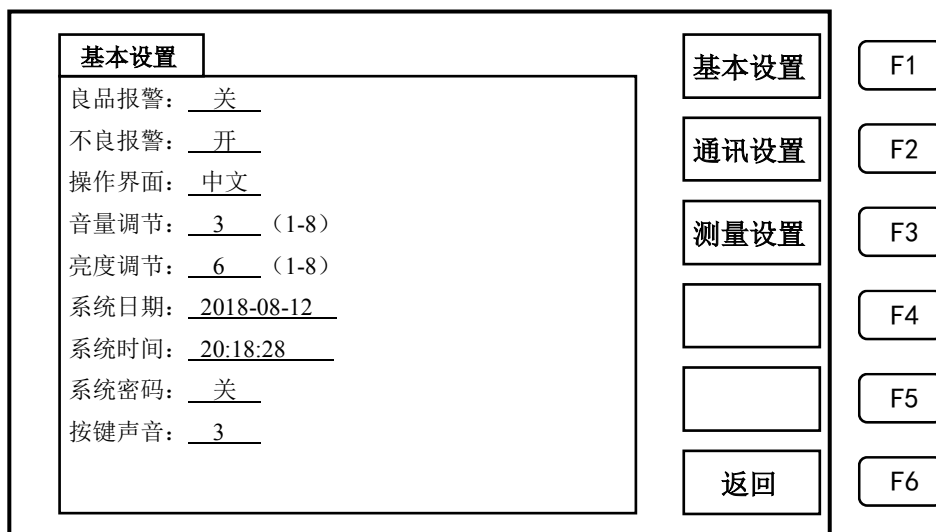 基本设置
良品报警： 关
不良报警： 开
操作界面： 中文
音量调节： 3 （1-8）
亮度调节： 6 （1-8）
系统日期： 2018-08-12
系统时间： 20:18:28
系统密码： 关
按键声音： 3
基本设置 F1
通讯设置 F2
测量设置 F3
F4
F5
返回 F6